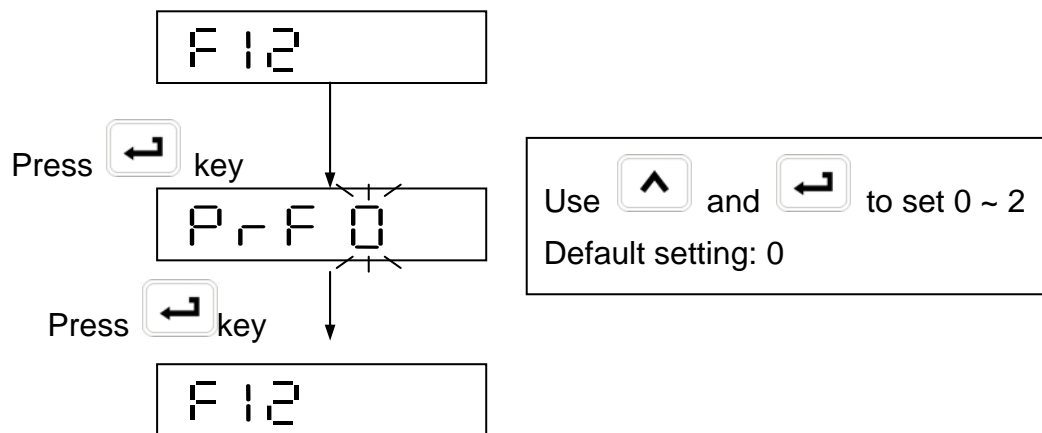 F12
Press key
PrF 0
Use and to set 0 ~ 2
Default setting: 0
Press key
F12